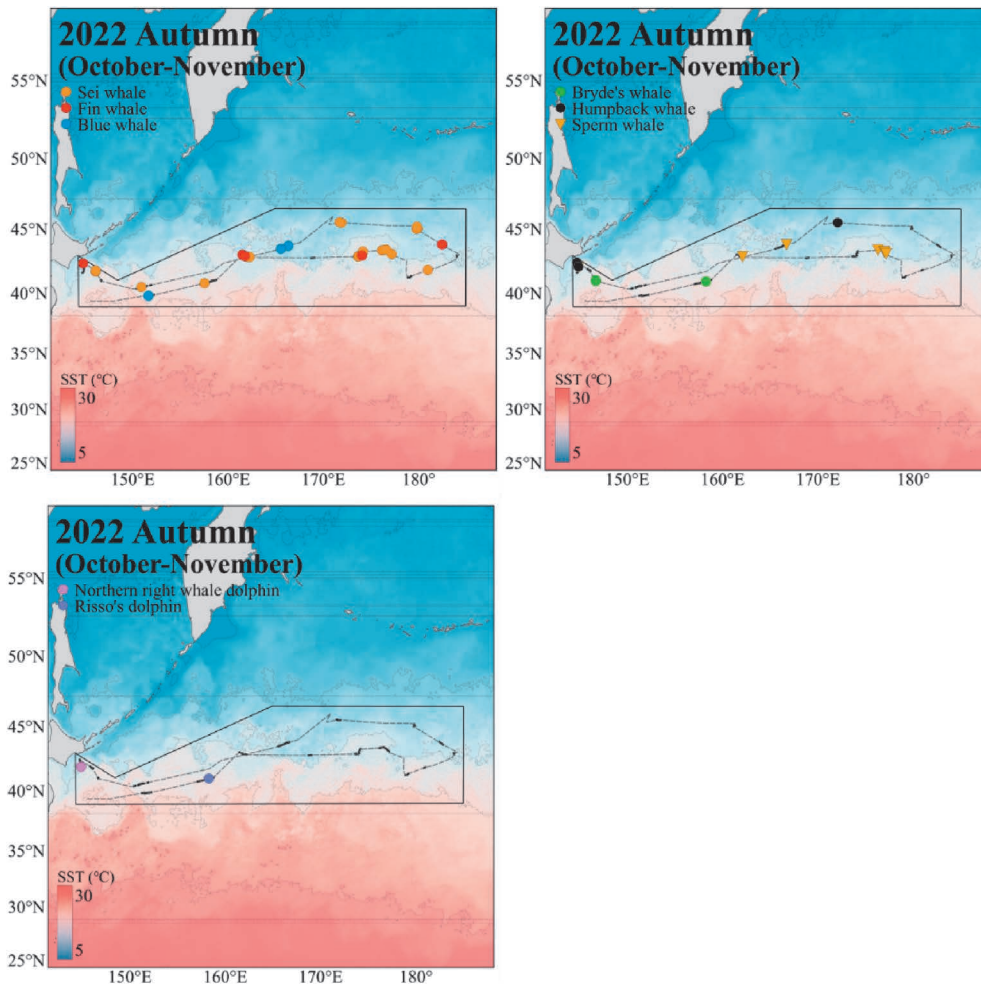 2022 Autumn
(October-November)
Sei whale
Fin whale
Blue whale
55°N
50°N
45°N
40°N
35°N
30°N
25°N
SST (℃)
30
5
150°E
160°E
170°E
180°
2022 Autumn
(October-November)
Bryde's whale
Humpback whale
Sperm whale
55°N
50°N
45°N
40°N
35°N
30°N
25°N
SST (℃)
30
5
150°E
160°E
170°E
180°
2022 Autumn
(October-November)
Northern right whale dolphin
Risso's dolphin
55°N
50°N
45°N
40°N
35°N
30°N
25°N
SST (℃)
30
5
150°E
160°E
170°E
180°